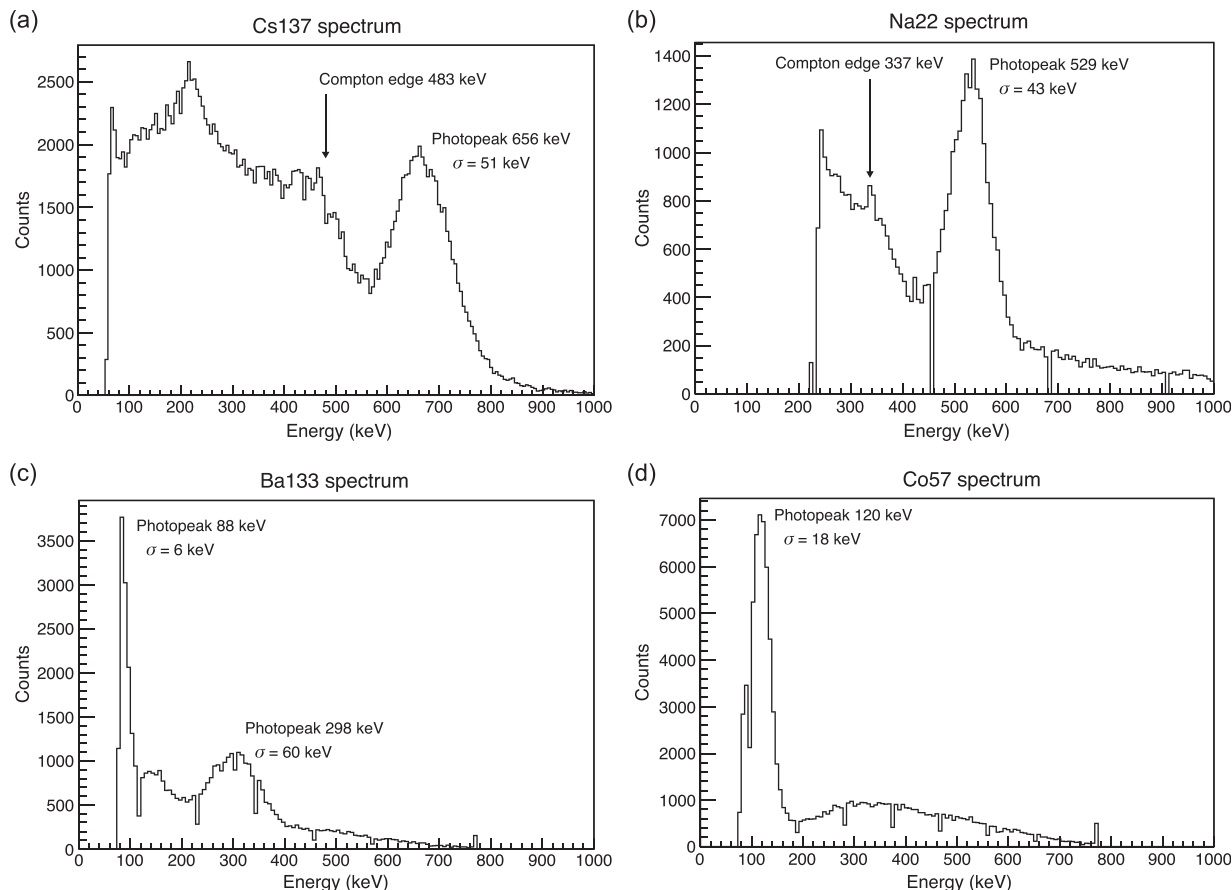 (a)
Cs137 spectrum
Compton edge 483 keV
Photopeak 656 keV
σ = 51 keV
Counts
2500
2000
1500
1000
500
0
0 100 200 300 400 500 600 700 800 900 1000
Energy (keV)
(b)
Na22 spectrum
Compton edge 337 keV
Photopeak 529 keV
σ = 43 keV
Counts
1400
1200
1000
800
600
400
200
0
0 100 200 300 400 500 600 700 800 900 1000
Energy (keV)
(c)
Ba133 spectrum
Photopeak 88 keV
σ = 6 keV
Photopeak 298 keV
σ = 60 keV
Counts
3500
3000
2500
2000
1500
1000
500
0
0 100 200 300 400 500 600 700 800 900 1000
Energy (keV)
(d)
Co57 spectrum
Photopeak 120 keV
σ = 18 keV
Counts
7000
6000
5000
4000
3000
2000
1000
0
0 100 200 300 400 500 600 700 800 900 1000
Energy (keV)